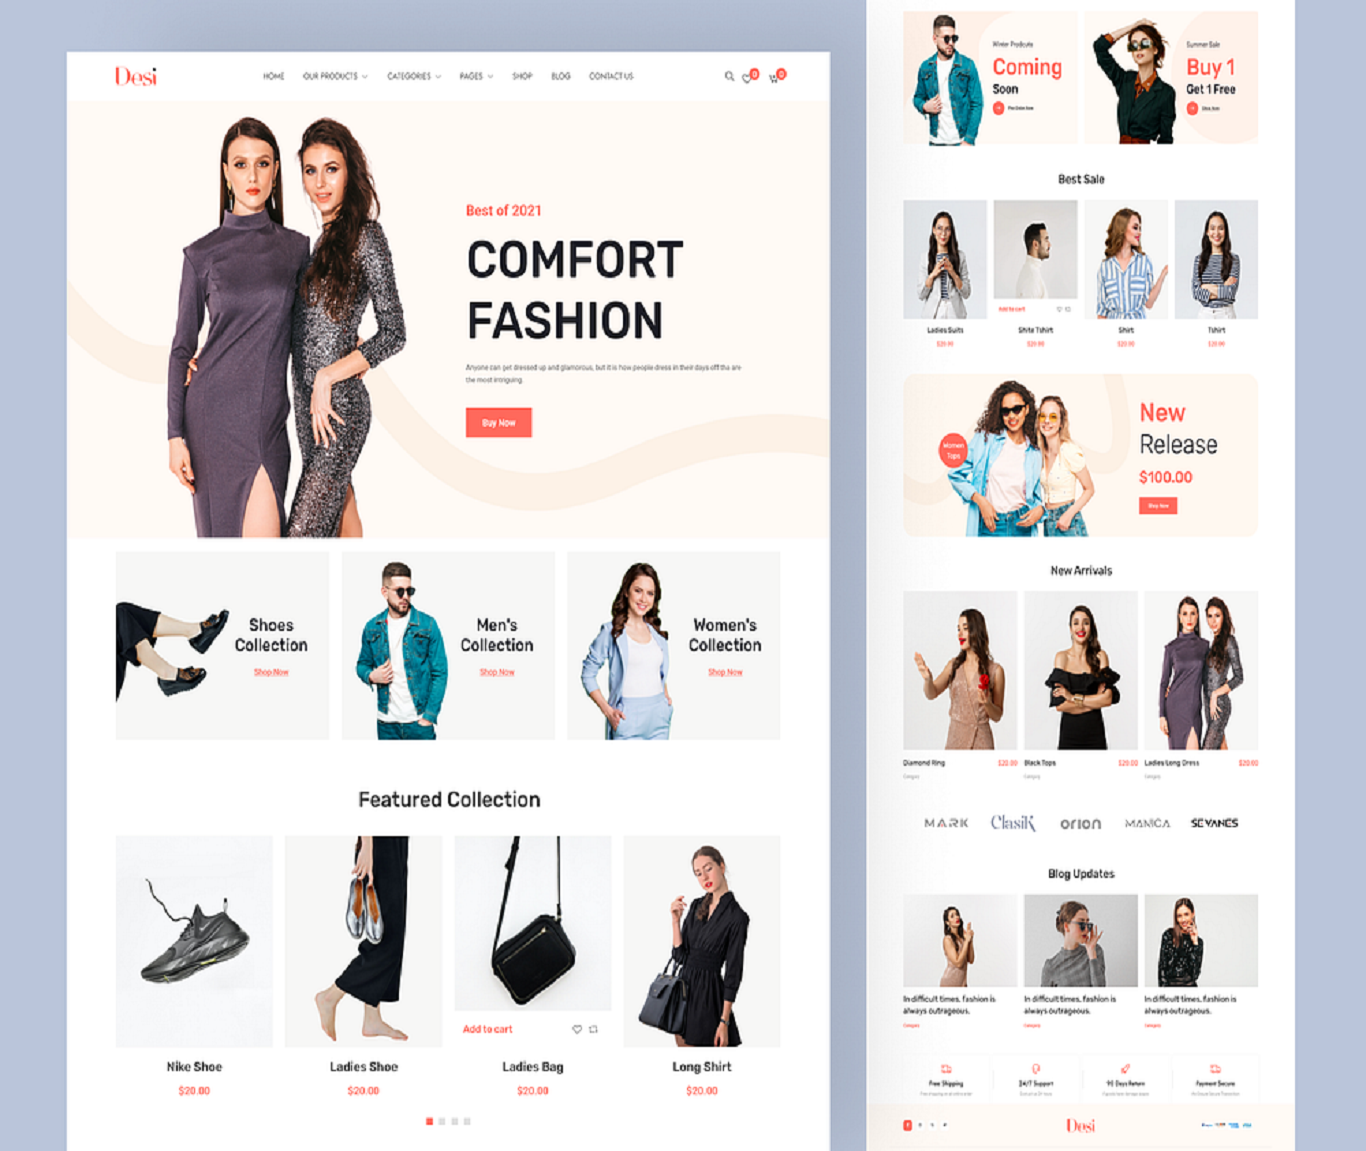 Desi
HOME OUR PRODUCTS CATEGORIES PAGES SHOP BLOG CONTACT US
0 0
Best of 2021
COMFORT
FASHION
Anyone can get dressed up and glamorous, but it is how people dress in their days off tha are
the most intriguing.
Buy Now
Shoes
Collection
Shop Now
Men's
Collection
Shop Now
Women's
Collection
Shop Now
Featured Collection
Add to cart
Nike Shoe Ladies Shoe Ladies Bag Long Shirt
$20.00 $20.00 $20.00 $20.00
Winter Prodcuts
Coming
Soon
Pre Order Now
Summer Sale
Buy 1
Get 1 Free
Shop Now
Best Sale
Add to cart
Ladies Suits Shite Tshirt Shirt Tshirt
$20.00 $20.00 $20.00 $20.00
Women
Tops
New
Release
$100.00
Buy Now
New Arrivals
Diamond Ring $20.00 Black Tops $20.00 Ladies Long Dress $20.00
Category Category Category
MARK ClasiK orion MANICA SEVANES
Blog Updates
In difficult times, fashion is
always outrageous.
Category
In difficult times, fashion is
always outrageous.
Category
In difficult times, fashion is
always outrageous.
Category
Free Shipping 24/7 Support 90 Days Return Payment Secure
Desi